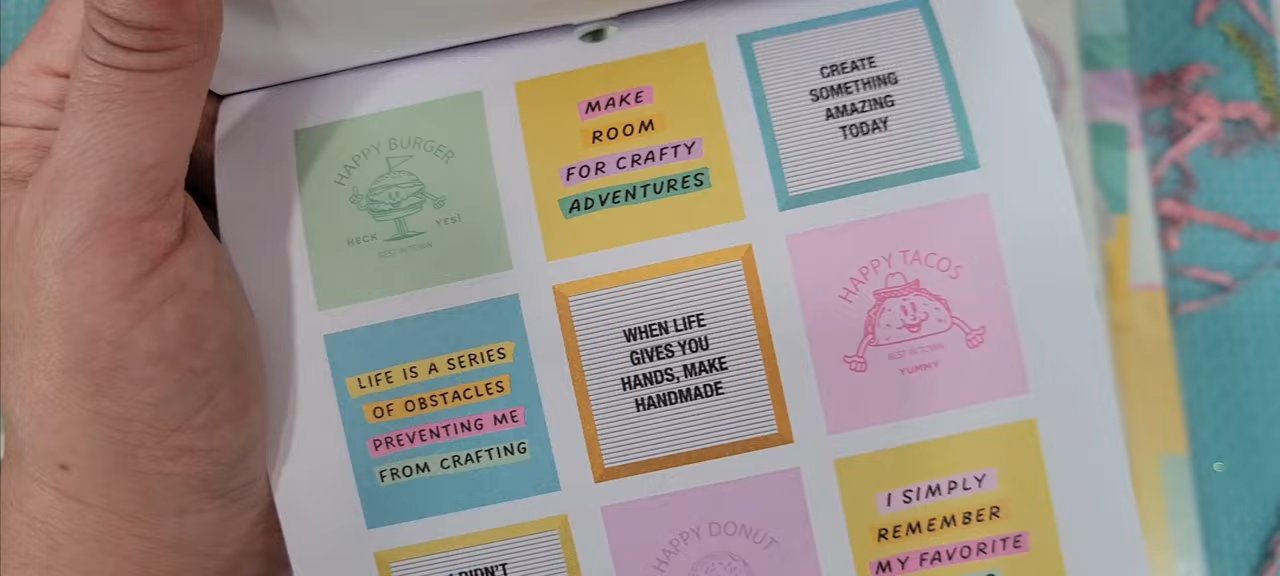 HAPPY BURGER
HECK YES!
BEST IN TOWN
MAKE
ROOM
FOR CRAFTY
ADVENTURES
CREATE
SOMETHING
AMAZING
TODAY
LIFE IS A SERIES
OF OBSTACLES
PREVENTING ME
FROM CRAFTING
WHEN LIFE
GIVES YOU
HANDS, MAKE
HANDMADE
HAPPY TACOS
BEST IN TOWN
YUMMY
DIDN'T
HAPPY DONUT
I SIMPLY
REMEMBER
MY FAVORITE